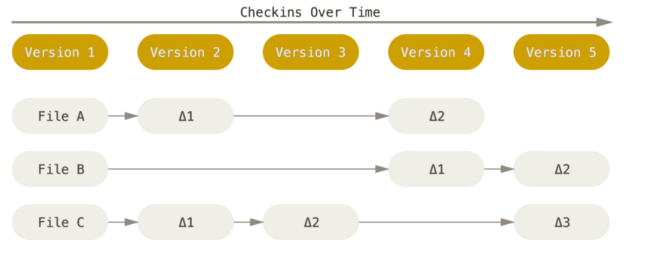 Checkins Over Time
Version 1 Version 2 Version 3 Version 4 Version 5
File A Δ1 Δ2
File B Δ1 Δ2
File C Δ1 Δ2 Δ3